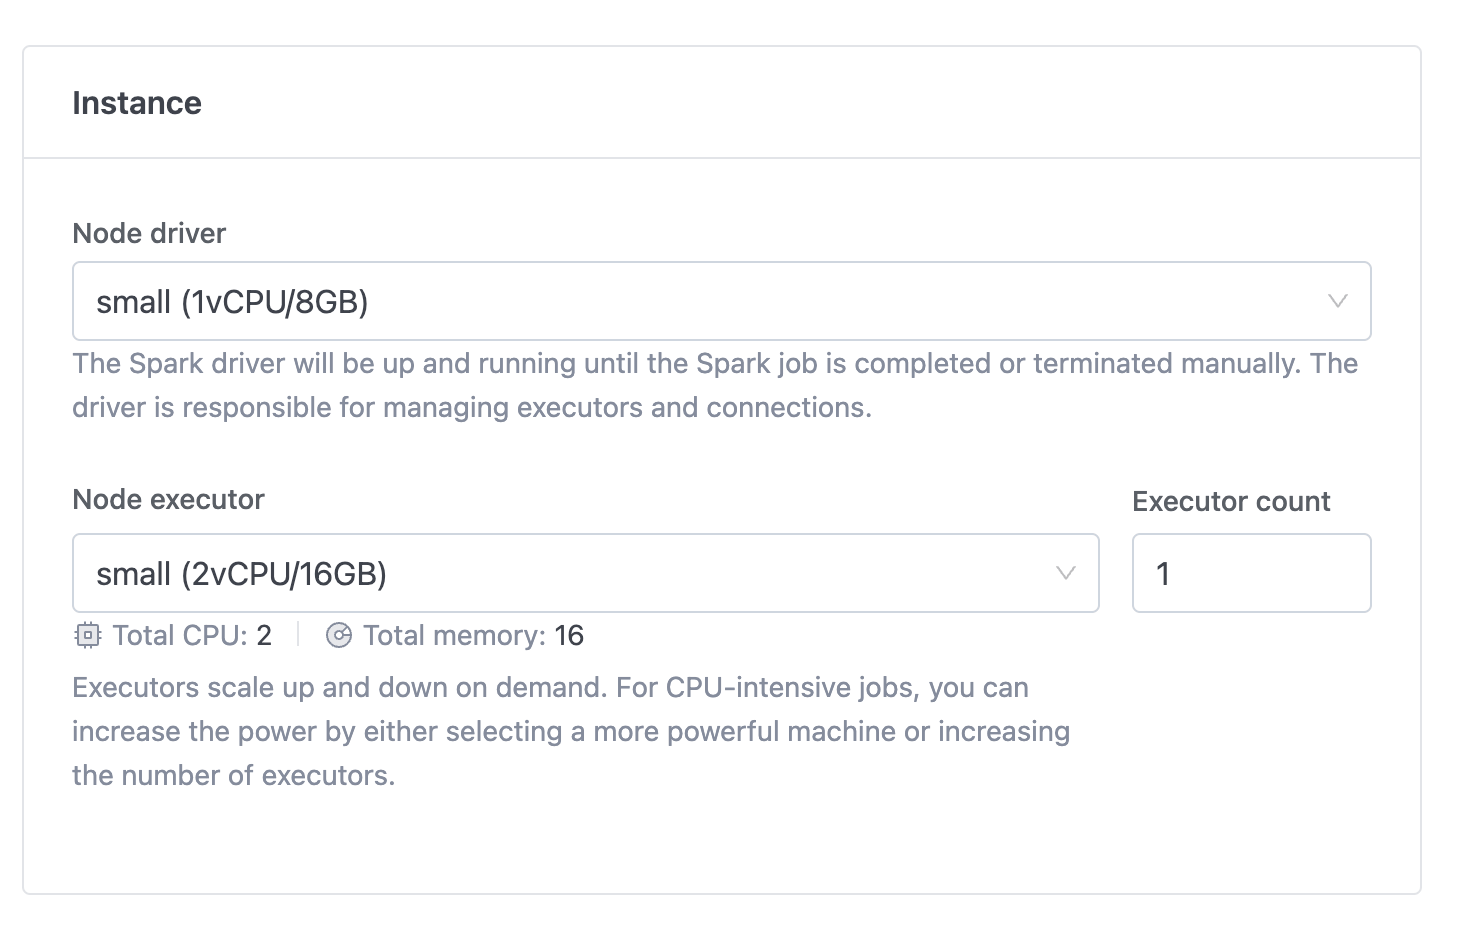 Instance
Node driver
small (1vCPU/8GB)
The Spark driver will be up and running until the Spark job is completed or terminated manually. The
driver is responsible for managing executors and connections.
Node executor
Executor count
small (2vCPU/16GB)
1
Total CPU: 2
Total memory: 16
Executors scale up and down on demand. For CPU-intensive jobs, you can
increase the power by either selecting a more powerful machine or increasing
the number of executors.